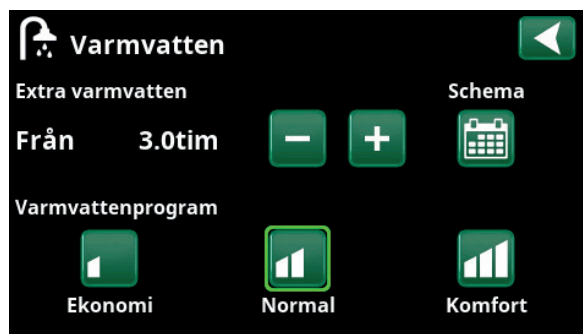 Varmvatten
Extra varmvatten Schema
Från 3.0tim − +
Varmvattenprogram
Ekonomi Normal Komfort